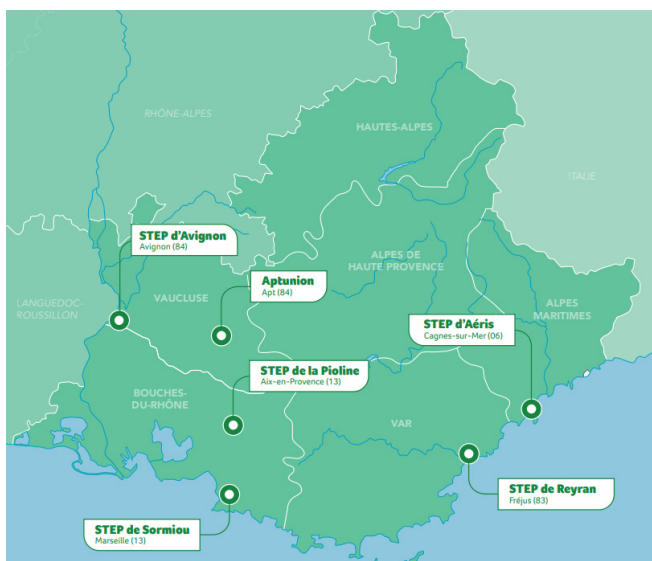 RHÔNE-ALPES
HAUTES-ALPES
ITALIE
STEP d'Avignon
Avignon (84)
ALPES DE
HAUTE PROVENCE
Aptunion
Apt (84)
LANGUEDOC-
ROUSSILLON
VAUCLUSE
ALPES
MARITIMES
STEP d'Aéris
Cagnes-sur-Mer (06)
STEP de la Pioline
Aix-en-Provence (13)
BOUCHES-
DU-RHÔNE
VAR
STEP de Reyran
Fréjus (83)
STEP de Sormiou
Marseille (13)